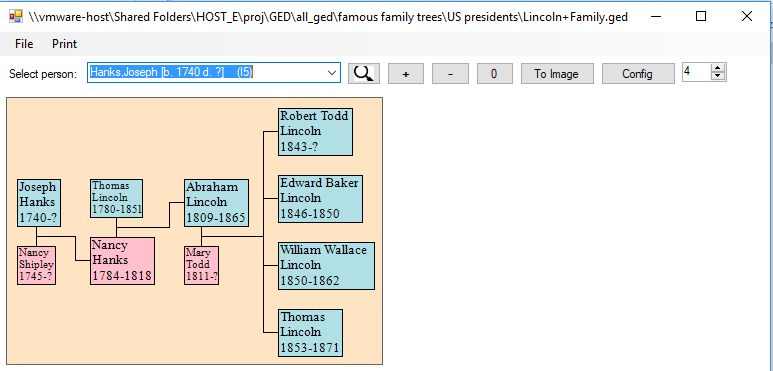 \\vmware-host\Shared Folders\HOST_E\proj\GED\all_ged\famous family trees\US presidents\Lincoln+Family.ged
File Print
Select person: Hanks,Joseph [b. 1740 d. ?] (I5) + - 0 To Image Config 4
Joseph
Hanks
1740-?
Nancy
Shipley
1745-?
Thomas
Lincoln
1780-1851
Nancy
Hanks
1784-1818
Abraham
Lincoln
1809-1865
Mary
Todd
1811-?
Robert Todd
Lincoln
1843-?
Edward Baker
Lincoln
1846-1850
William Wallace
Lincoln
1850-1862
Thomas
Lincoln
1853-1871